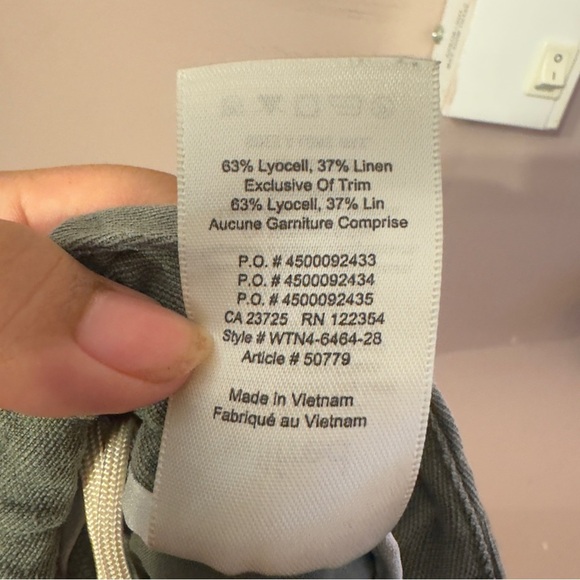 63% Lyocell, 37% Linen
Exclusive Of Trim
63% Lyocell, 37% Lin
Aucune Garniture Comprise
P.O. # 4500092433
P.O. # 4500092434
P.O. # 4500092435
CA 23725 RN 122354
Style # WTN4-6464-28
Article # 50779
Made in Vietnam
Fabriqué au Vietnam